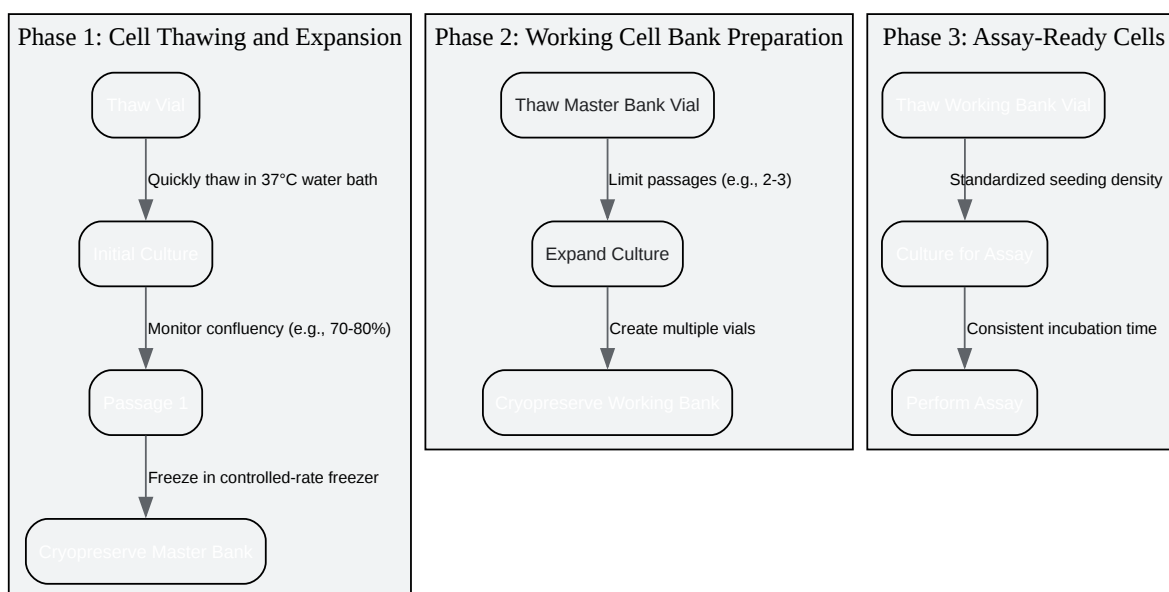 Phase 1: Cell Thawing and Expansion
Thaw Vial
Quickly thaw in 37°C water bath
Initial Culture
Monitor confluency (e.g., 70-80%)
Passage 1
Freeze in controlled-rate freezer
Cryopreserve Master Bank
Phase 2: Working Cell Bank Preparation
Thaw Master Bank Vial
Limit passages (e.g., 2-3)
Expand Culture
Create multiple vials
Cryopreserve Working Bank
Phase 3: Assay-Ready Cells
Thaw Working Bank Vial
Standardized seeding density
Culture for Assay
Consistent incubation time
Perform Assay